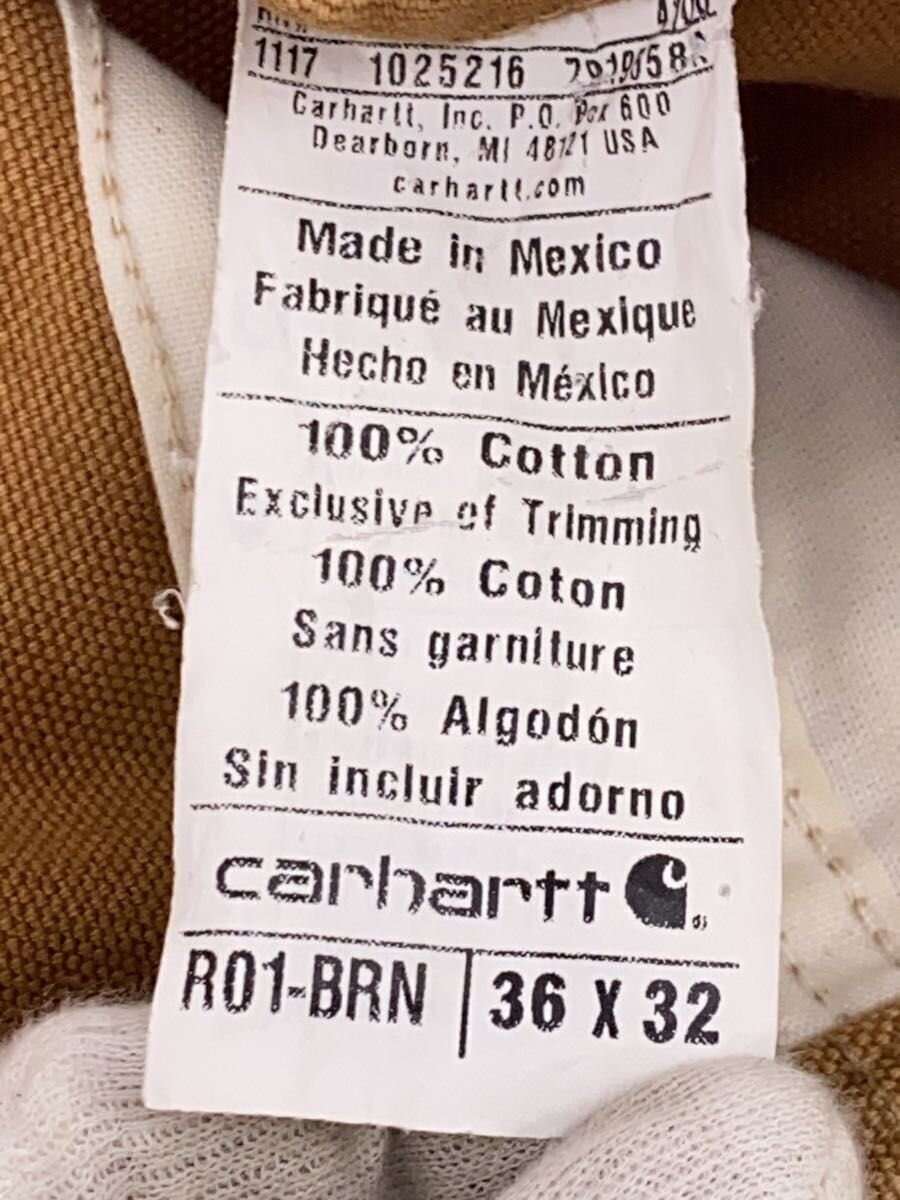 1117 1025216
Carhartt, Inc. P.O. Box 600
Dearborn, MI 48121 USA
carhartt.com
Made in Mexico
Fabriqué au Mexique
Hecho en México
100% Cotton
Exclusive of Trimming
100% Coton
Sans garniture
100% Algodón
Sin incluir adorno
carhartt
R01-BRN 36 X 32